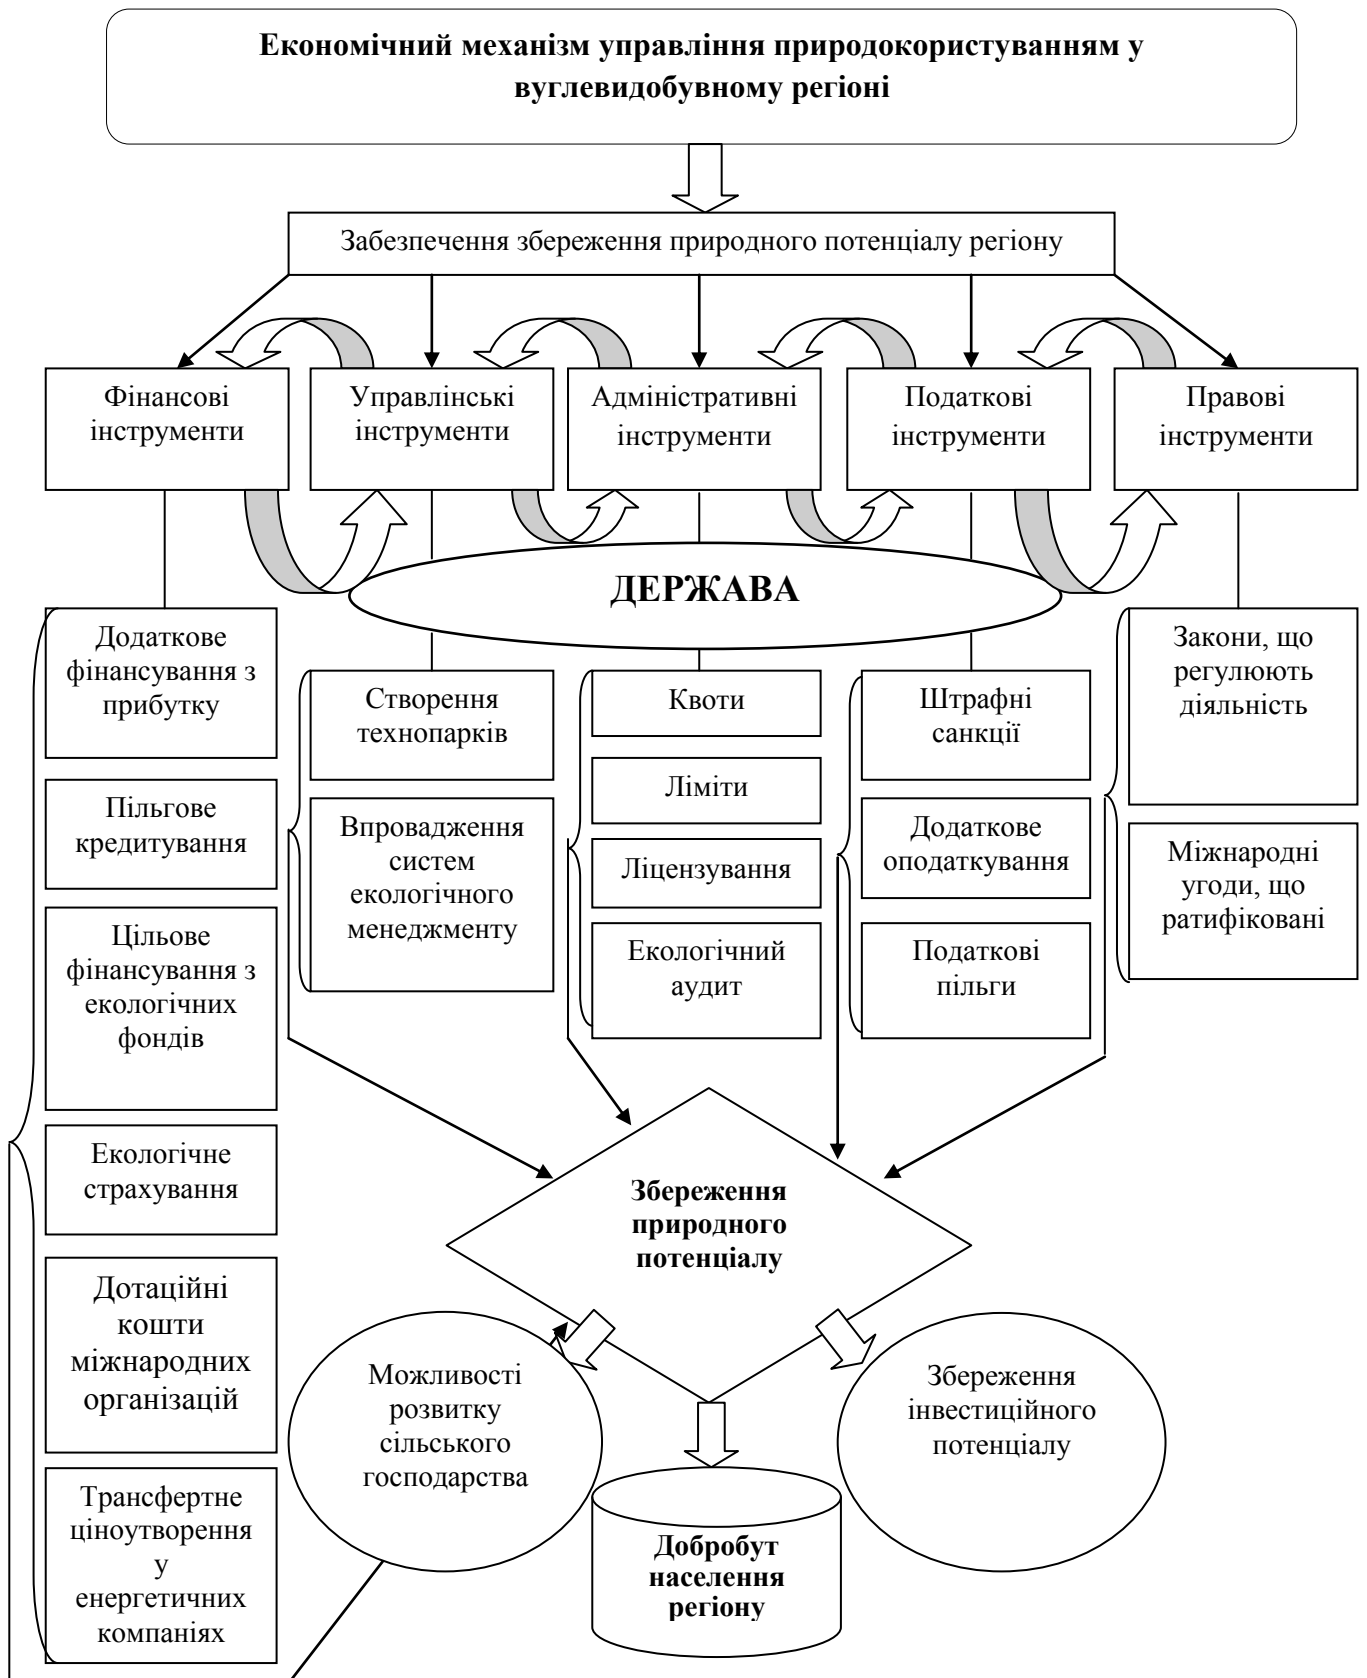 Економічний механізм управління природокористуванням у
вуглевидобувному регіоні
Забезпечення збереження природного потенціалу регіону
Фінансові
інструменти
Управлінські
інструменти
Адміністративні
інструменти
Податкові
інструменти
Правові
інструменти
ДЕРЖАВА
Додаткове
фінансування з
прибутку
Пільгове
кредитування
Цільове
фінансування з
екологічних
фондів
Екологічне
страхування
Дотаційні
кошти
міжнародних
організацій
Трансфертне
ціноутворення
у
енергетичних
компаніях
Створення
технопарків
Впровадження
систем
екологічного
менеджменту
Квоти
Ліміти
Ліцензування
Екологічний
аудит
Штрафні
санкції
Додаткове
оподаткування
Податкові
пільги
Закони, що
регулюють
діяльність
Міжнародні
угоди, що
ратифіковані
Збереження
природного
потенціалу
Можливості
розвитку
сільського
господарства
Збереження
інвестиційного
потенціалу
Добробут
населення
регіону